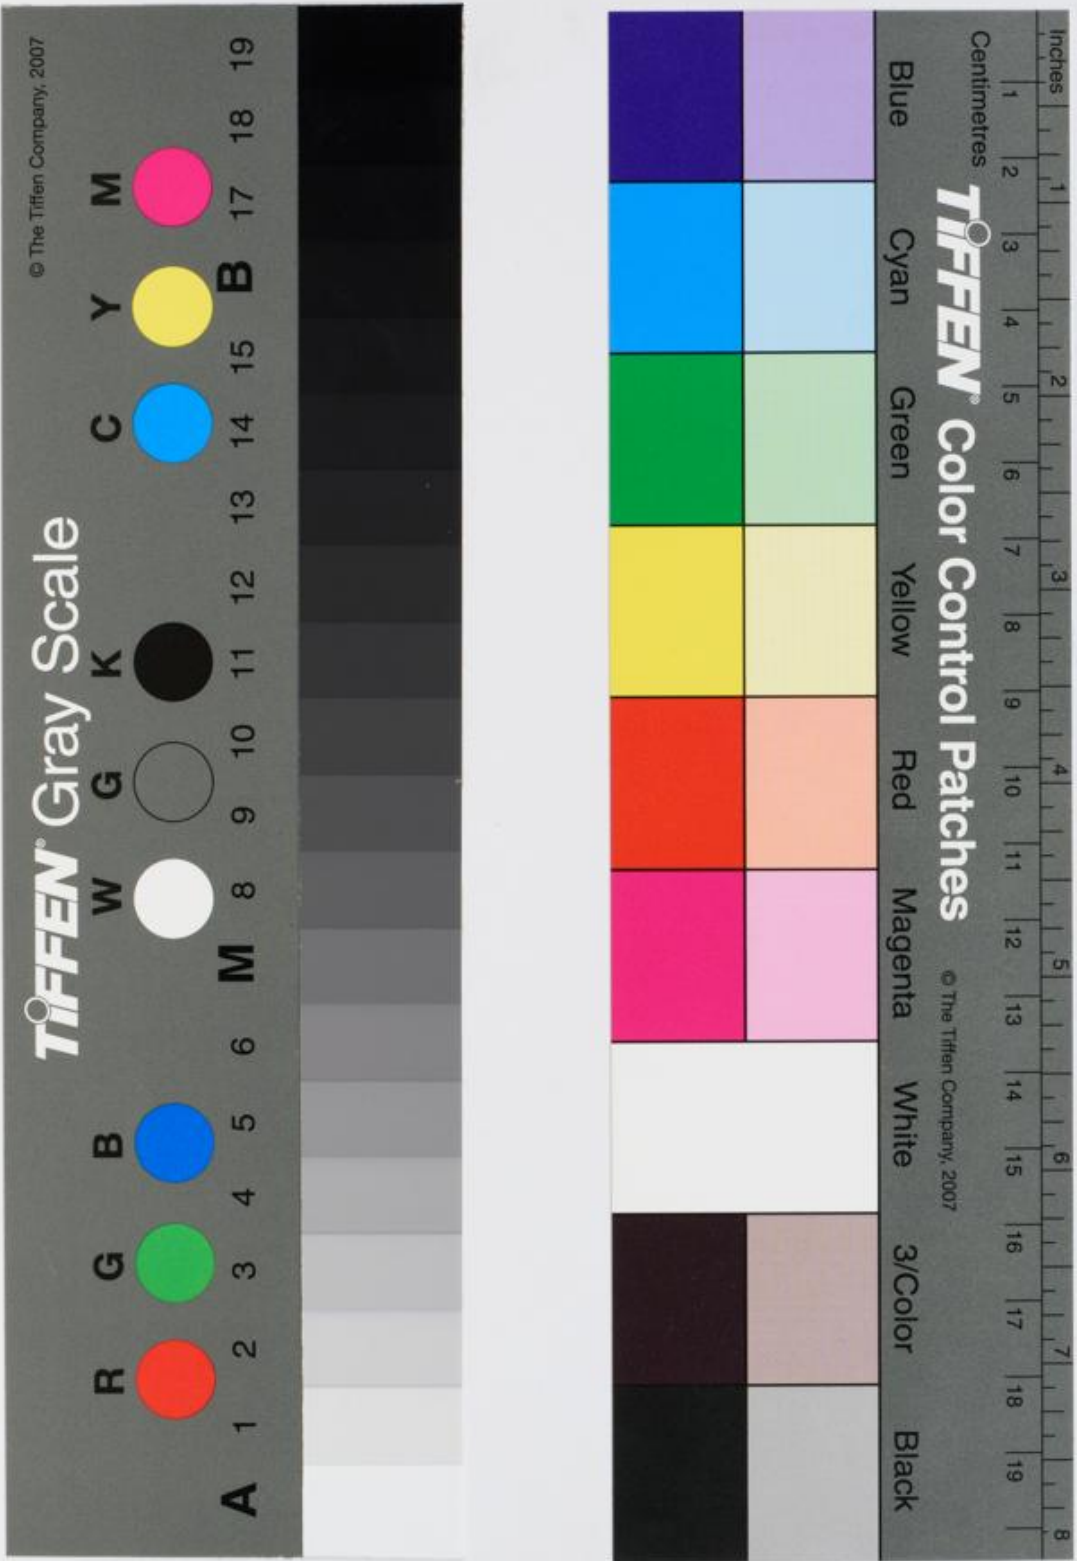 TIFFEN® Gray Scale
© The Tiffen Company, 2007
R G B W G K C Y M
A 1 2 3 4 5 6 M 8 9 10 11 12 13 14 15 B 17 18 19
Inches 1 2 3 4 5 6 7 8
Centimetres 1 2 3 4 5 6 7 8 9 10 11 12 13 14 15 16 17 18 19
TIFFEN® Color Control Patches
© The Tiffen Company, 2007
Blue Cyan Green Yellow Red Magenta White 3/Color Black